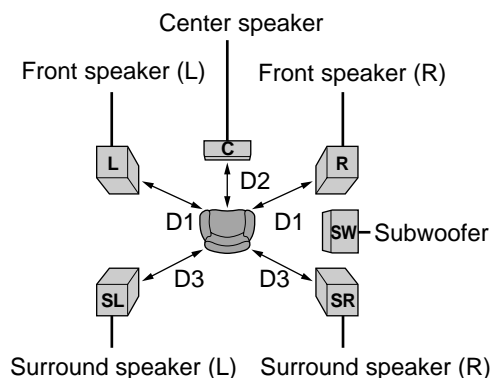 Center speaker
Front speaker (L)
Front speaker (R)
C
L
R
D2
D1
D1
SW
Subwoofer
D3
D3
SL
SR
Surround speaker (L)
Surround speaker (R)